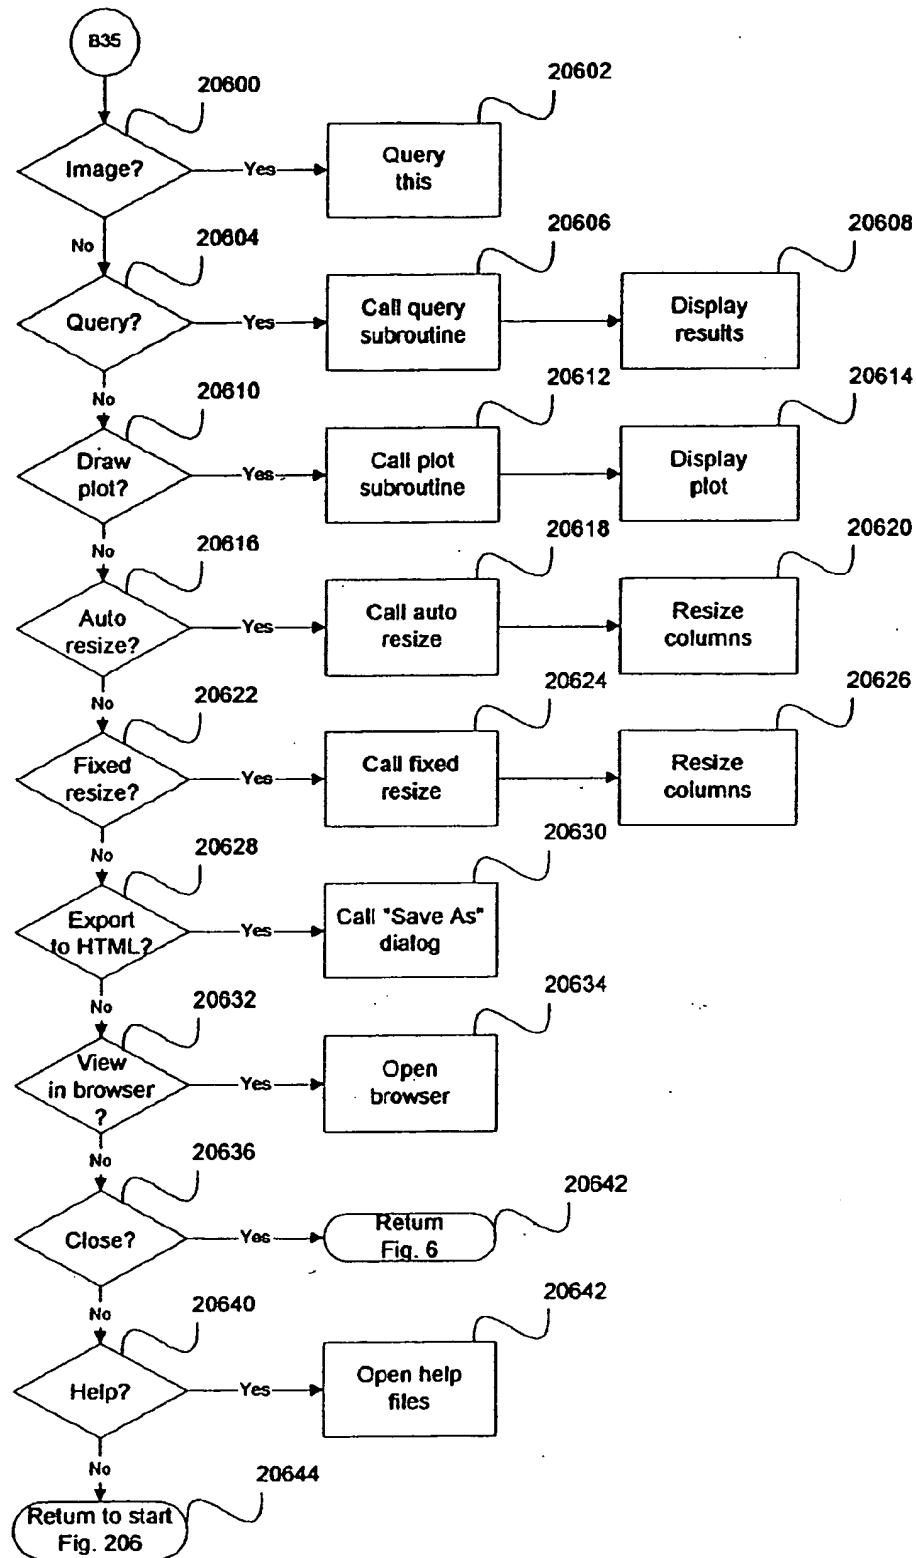 B35
20600
20602
Image?
Yes
Query
this
No
20604
20606
20608
Query?
Yes
Call query
subroutine
Display
results
No
20610
20612
20614
Draw
plot?
Yes
Call plot
subroutine
Display
plot
No
20616
20618
20620
Auto
resize?
Yes
Call auto
resize
Resize
columns
No
20622
20624
20626
Fixed
resize?
Yes
Call fixed
resize
Resize
columns
No
20628
20630
Export
to HTML?
Yes
Call "Save As"
dialog
No
20632
20634
View
in browser
?
Yes
Open
browser
No
20636
20642
Close?
Yes
Return
Fig. 6
No
20640
20642
Help?
Yes
Open help
files
No
20644
Return to start
Fig. 206